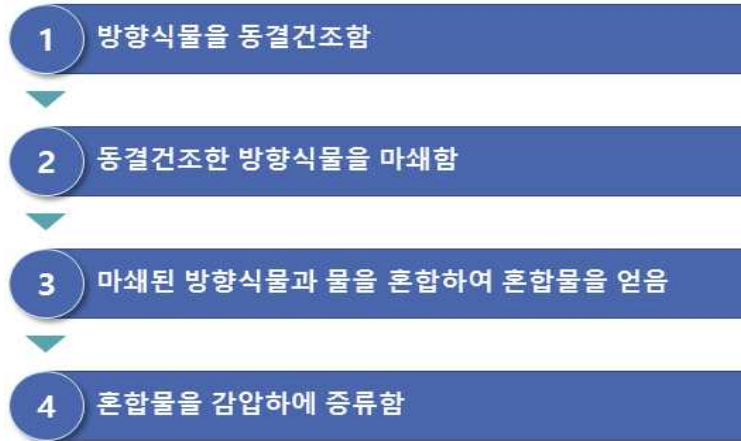 1 방향식물을 동결건조함
2 동결건조한 방향식물을 마쇄함
3 마쇄된 방향식물과 물을 혼합하여 혼합물을 얻음
4 혼합물을 감압하에 증류함